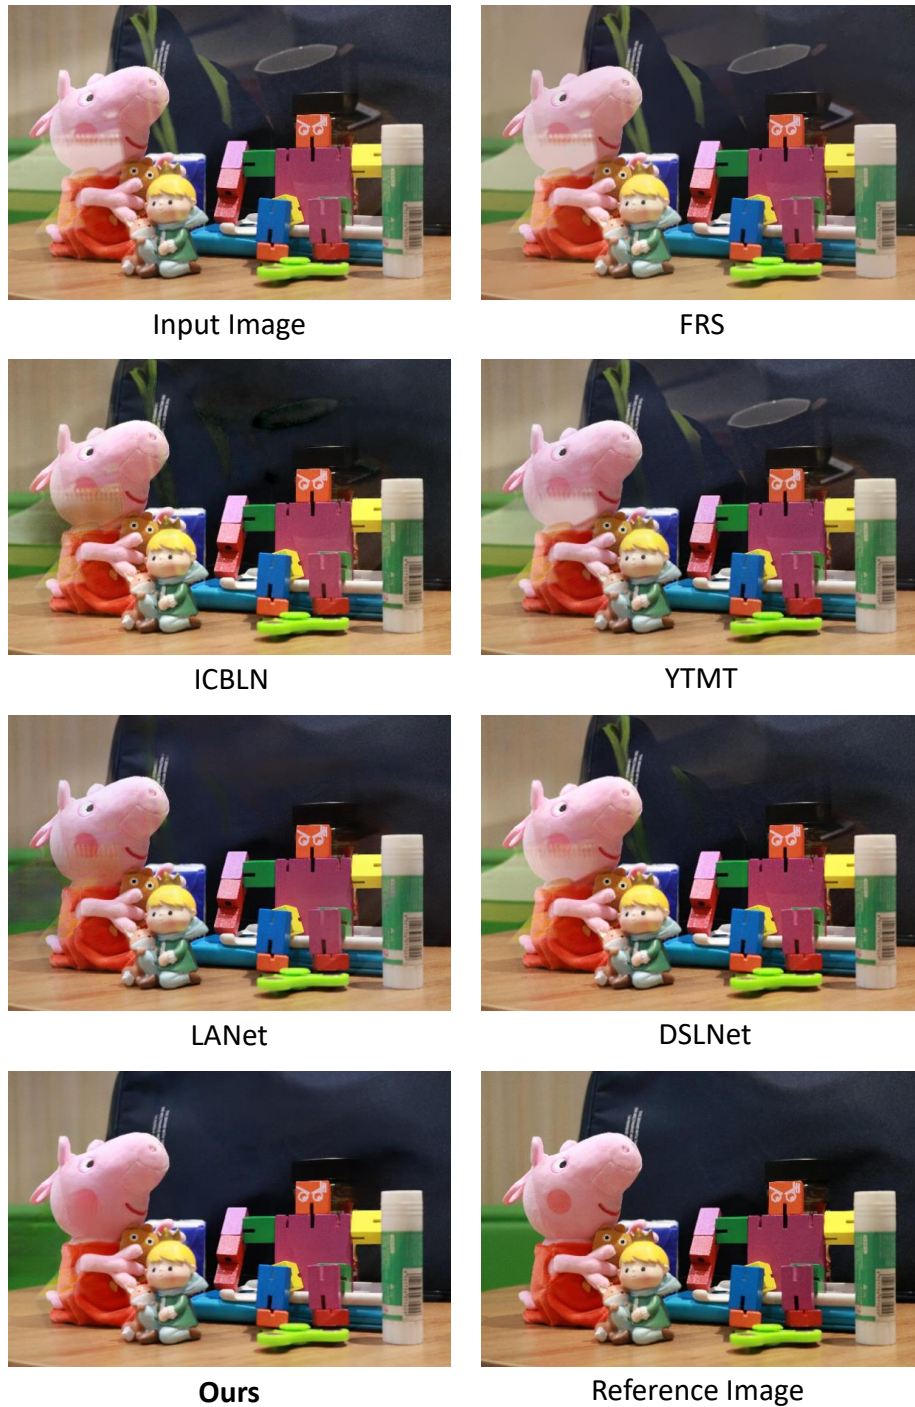 Input Image
FRS
ICBLN
YTMT
LANet
DSLNet
Ours
Reference Image